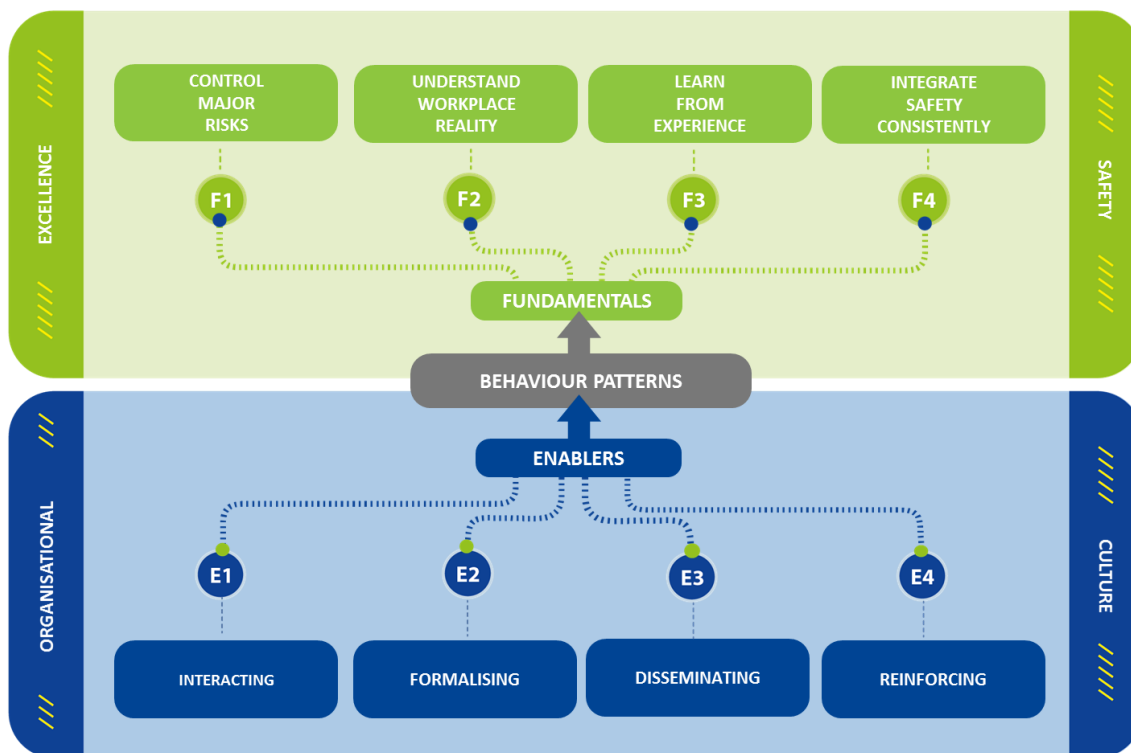 EXCELLENCE
SAFETY
CONTROL
MAJOR
RISKS
UNDERSTAND
WORKPLACE
REALITY
LEARN
FROM
EXPERIENCE
INTEGRATE
SAFETY
CONSISTENTLY
F1
F2
F3
F4
FUNDAMENTALS
BEHAVIOUR PATTERNS
ENABLERS
ORGANISATIONAL
CULTURE
E1
E2
E3
E4
INTERACTING
FORMALISING
DISSEMINATING
REINFORCING